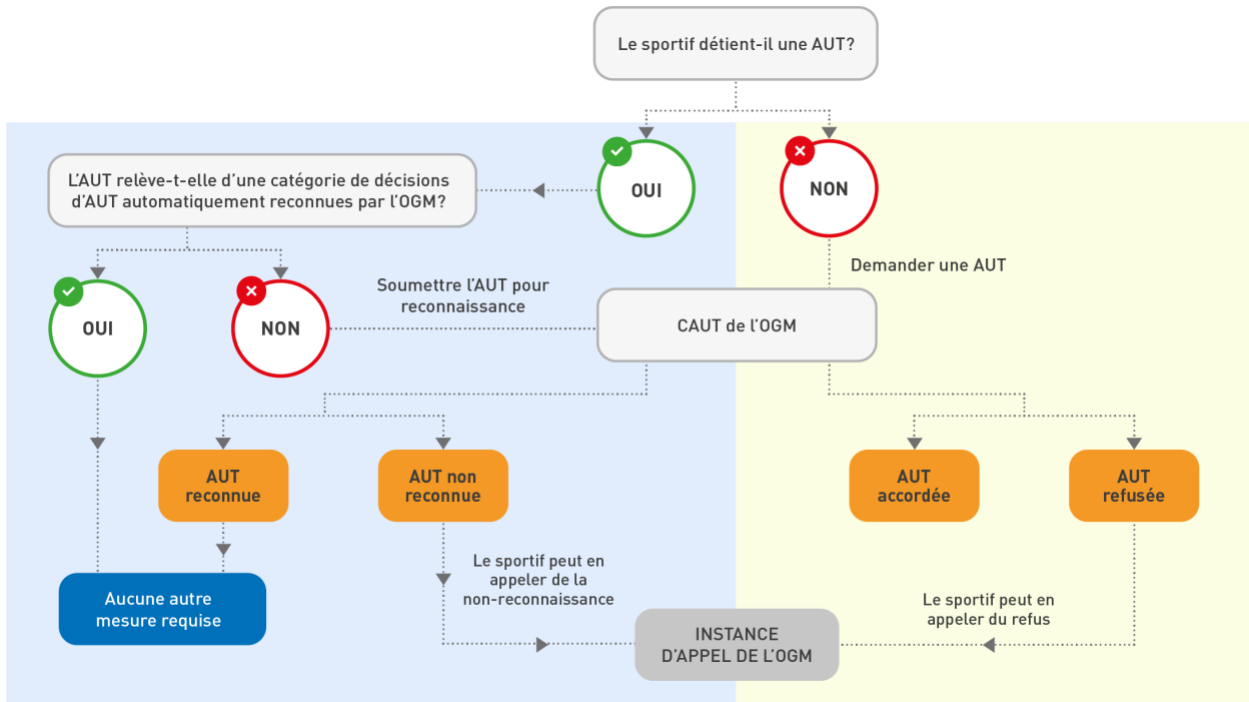 Le sportif détient-il une AUT?
OUI
NON
L'AUT relève-t-elle d'une catégorie de décisions
d'AUT automatiquement reconnues par l'OGM?
Demander une AUT
OUI
NON
Soumettre l'AUT pour
reconnaissance
CAUT de l'OGM
AUT
reconnue
AUT non
reconnue
AUT
accordée
AUT
refusée
Le sportif peut en
appeler de la
non-reconnaissance
Aucune autre
mesure requise
Le sportif peut en
appeler du refus
INSTANCE
D'APPEL DE L'OGM